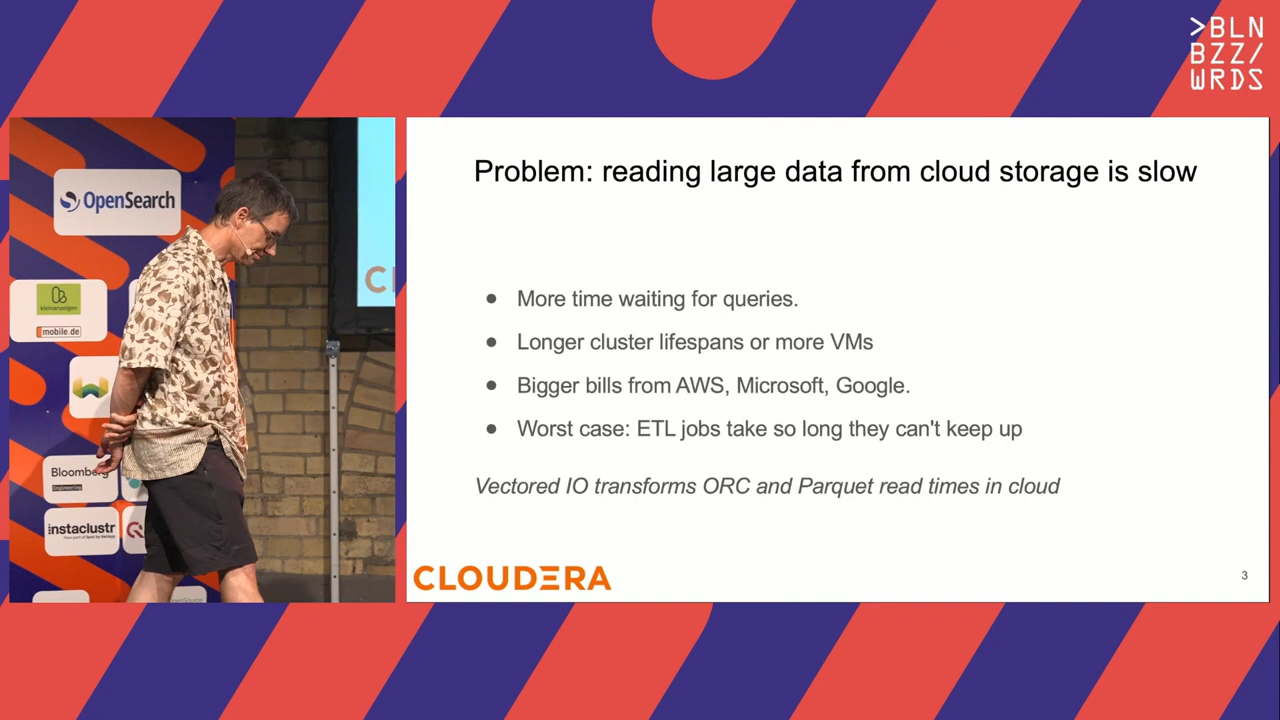 >BLN
BZZ/
WRDS
OpenSearch
kleinanzeigen
mobile.de
Bloomberg
Engineering
instaclustr
C
Problem: reading large data from cloud storage is slow
● More time waiting for queries.
● Longer cluster lifespans or more VMs
● Bigger bills from AWS, Microsoft, Google.
● Worst case: ETL jobs take so long they can't keep up
Vectored IO transforms ORC and Parquet read times in cloud
CLOUDERA
3